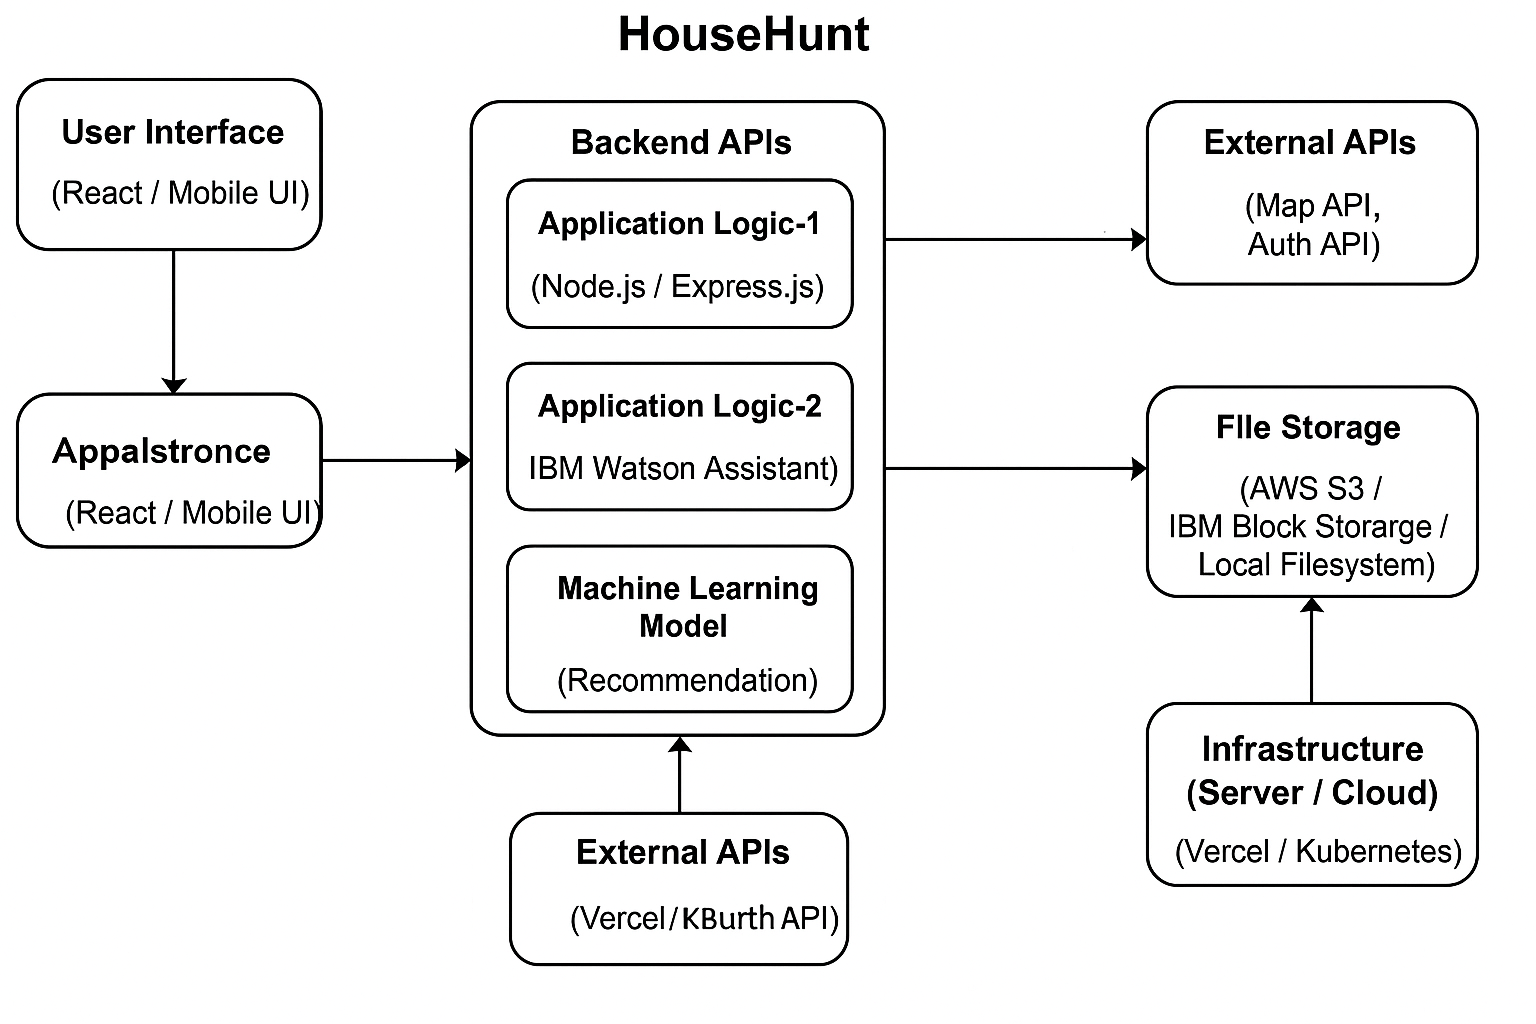 HouseHunt
User Interface
(React / Mobile UI)
Appalstronce
(React / Mobile UI)
Backend APIs
Application Logic-1
(Node.js / Express.js)
Application Logic-2
IBM Watson Assistant)
Machine Learning
Model
(Recommendation)
External APIs
(Vercel/KBurth API)
External APIs
(Map API,
Auth API)
FIle Storage
(AWS S3 /
IBM Block Storarge /
Local Filesystem)
Infrastructure
(Server / Cloud)
(Vercel / Kubernetes)